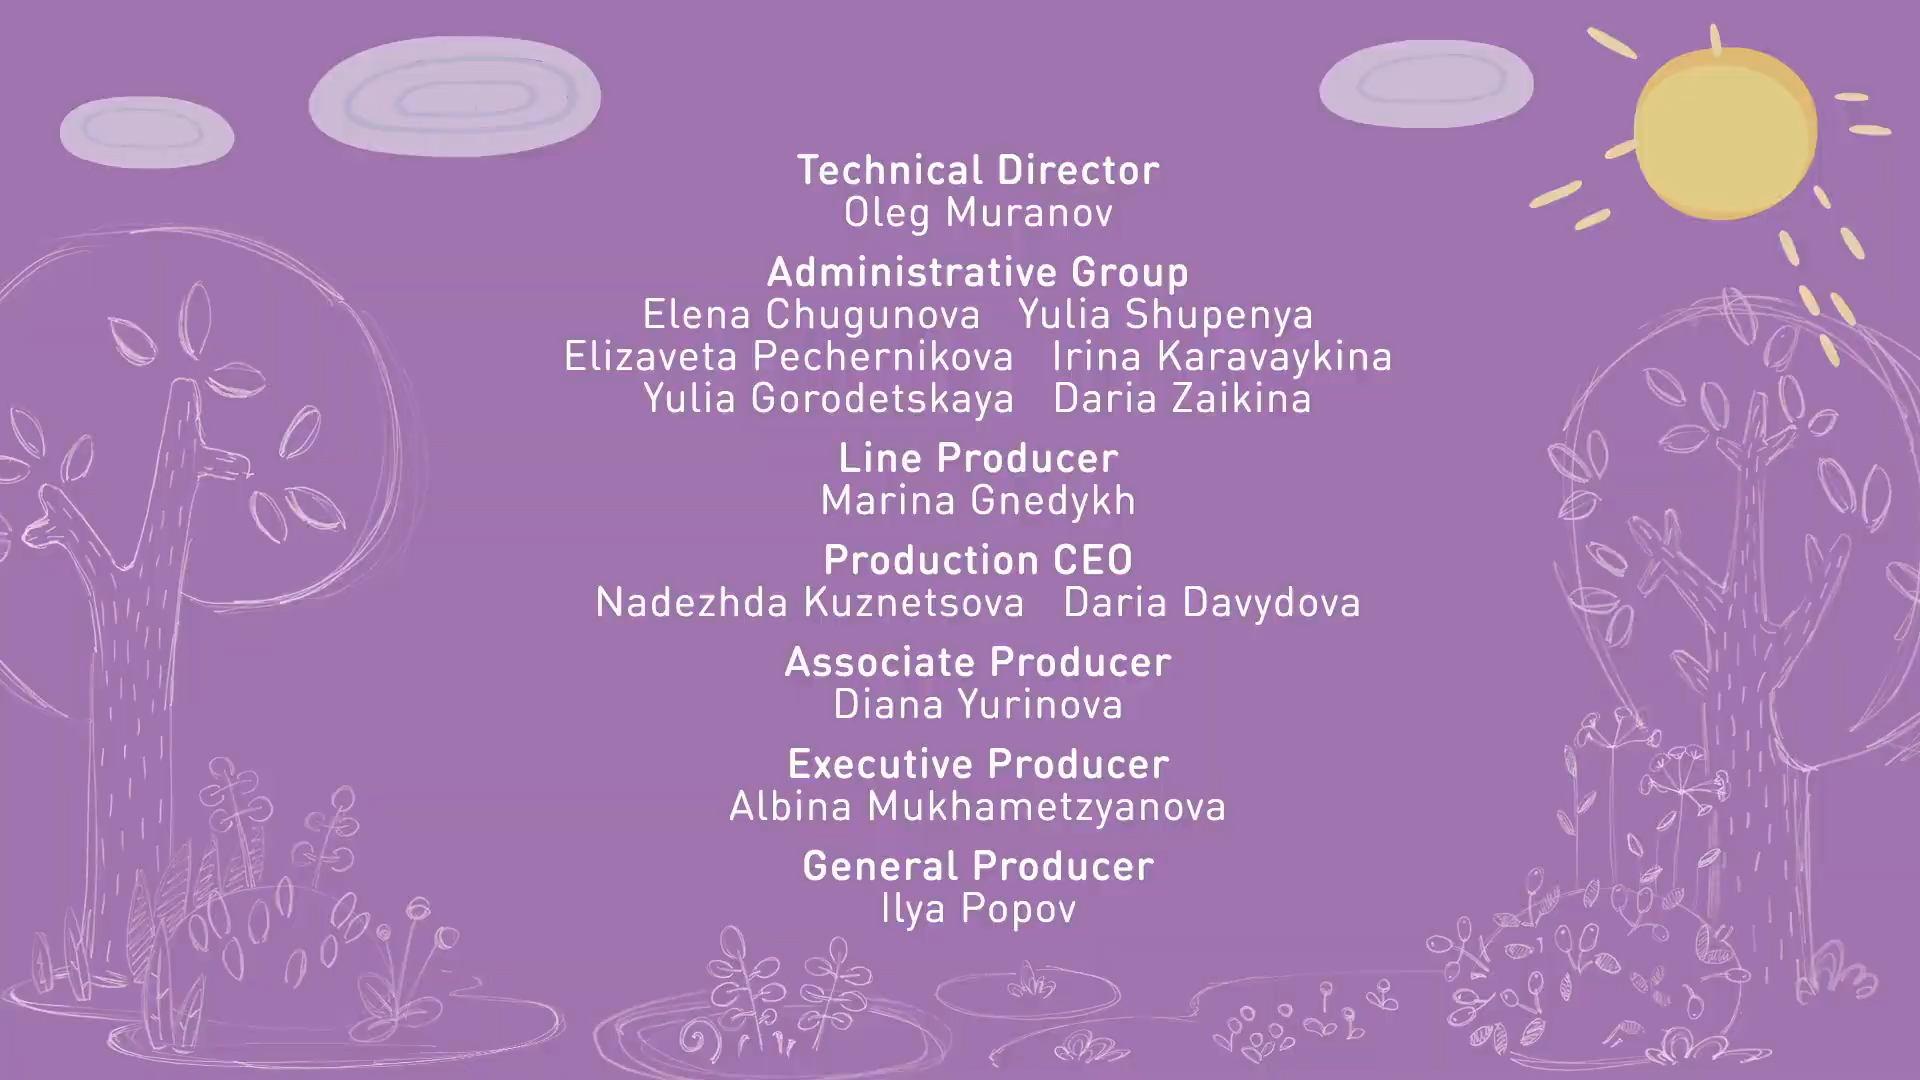 Technical Director
Oleg Muranov
Administrative Group
Elena Chugunova Yulia Shupenya
Elizaveta Pechernikova Irina Karavaykina
Yulia Gorodetskaya Daria Zaikina
Line Producer
Marina Gnedykh
Production CEO
Nadezhda Kuznetsova Daria Davydova
Associate Producer
Diana Yurinova
Executive Producer
Albina Mukhametzyanova
General Producer
Ilya Popov